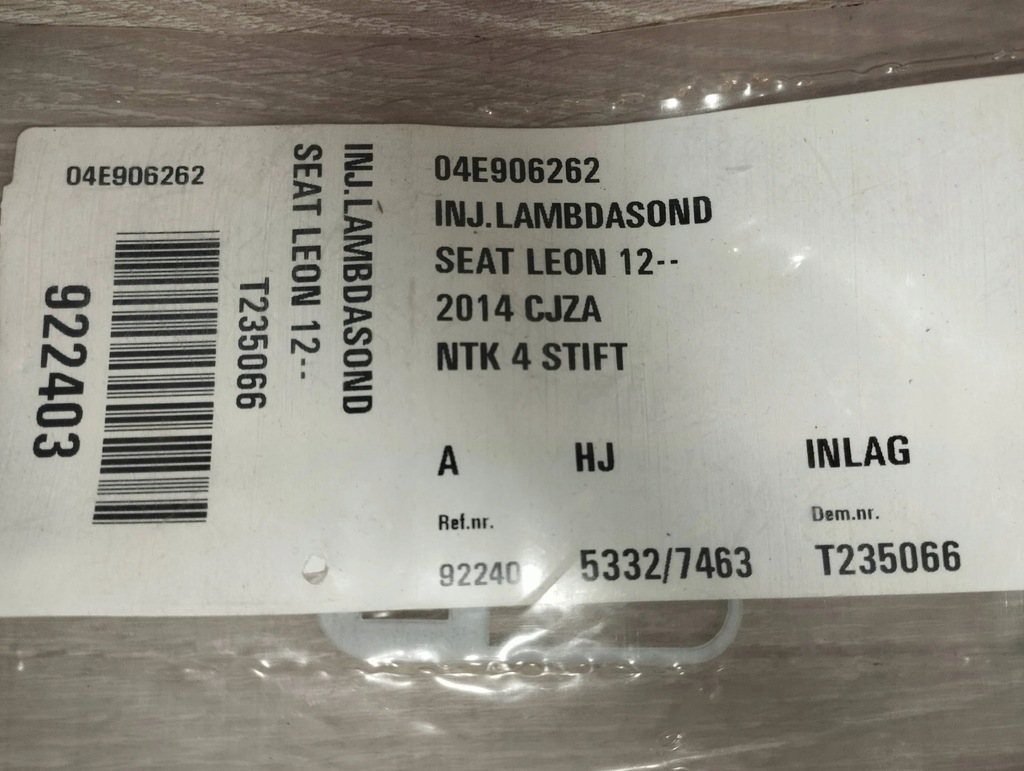 04E906262
922403
T235066
SEAT LEON 12--
INJ.LAMBDASOND
04E906262
INJ.LAMBDASOND
SEAT LEON 12--
2014 CJZA
NTK 4 STIFT
A HJ INLAG
Ref.nr. Dem.nr.
92240 5332/7463 T235066